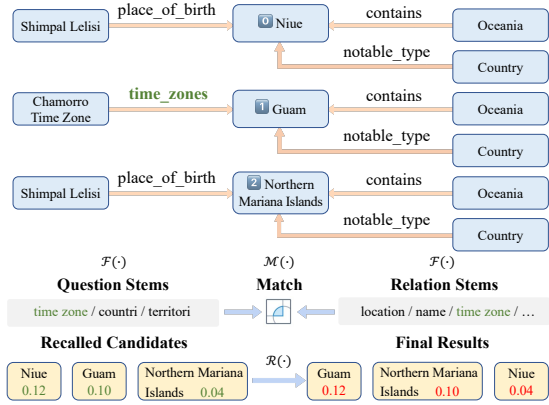 Shimpal Lelisi
place_of_birth
0 Niue
contains
Oceania
notable_type
Country
Chamorro
Time Zone
time_zones
1 Guam
contains
Oceania
notable_type
Country
Shimpal Lelisi
place_of_birth
2 Northern
Mariana Islands
contains
Oceania
notable_type
Country
ℱ(·)
ℳ(·)
ℱ(·)
Question Stems
Match
Relation Stems
time zone / countri / territori
location / name / time zone / …
Recalled Candidates
Final Results
Niue
0.12
Guam
0.10
Northern Mariana
Islands 0.04
ℛ(·)
Guam
0.12
Northern Mariana
Islands 0.10
Niue
0.04